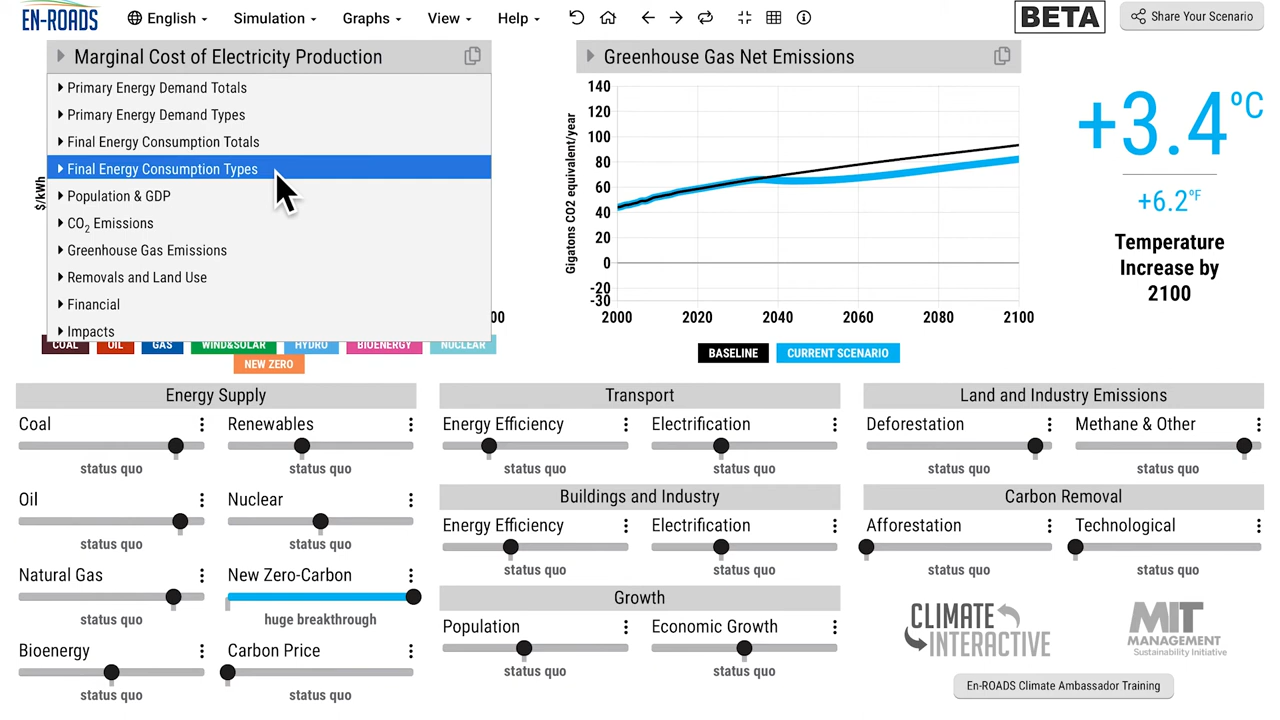 EN-ROADS
English
Simulation
Graphs
View
Help
BETA
Share Your Scenario
Marginal Cost of Electricity Production
Primary Energy Demand Totals
Primary Energy Demand Types
Final Energy Consumption Totals
Final Energy Consumption Types
Population & GDP
CO2 Emissions
Greenhouse Gas Emissions
Removals and Land Use
Financial
Impacts
$/kWh
00
COAL OIL GAS WIND&SOLAR HYDRO BIOENERGY NUCLEAR
NEW ZERO
Greenhouse Gas Net Emissions
Gigatons CO2 equivalent/year
140
120
100
80
60
40
20
0
-20
-30
2000 2020 2040 2060 2080 2100
BASELINE CURRENT SCENARIO
+3.4ºC
+6.2ºF
Temperature
Increase by
2100
Energy Supply
Coal
status quo
Renewables
status quo
Oil
status quo
Nuclear
status quo
Natural Gas
status quo
New Zero-Carbon
huge breakthrough
Bioenergy
status quo
Carbon Price
status quo
Transport
Energy Efficiency
status quo
Electrification
status quo
Buildings and Industry
Energy Efficiency
status quo
Electrification
status quo
Growth
Population
status quo
Economic Growth
status quo
Land and Industry Emissions
Deforestation
status quo
Methane & Other
status quo
Carbon Removal
Afforestation
status quo
Technological
status quo
CLIMATE
INTERACTIVE
MIT
MANAGEMENT
Sustainability Initiative
En-ROADS Climate Ambassador Training